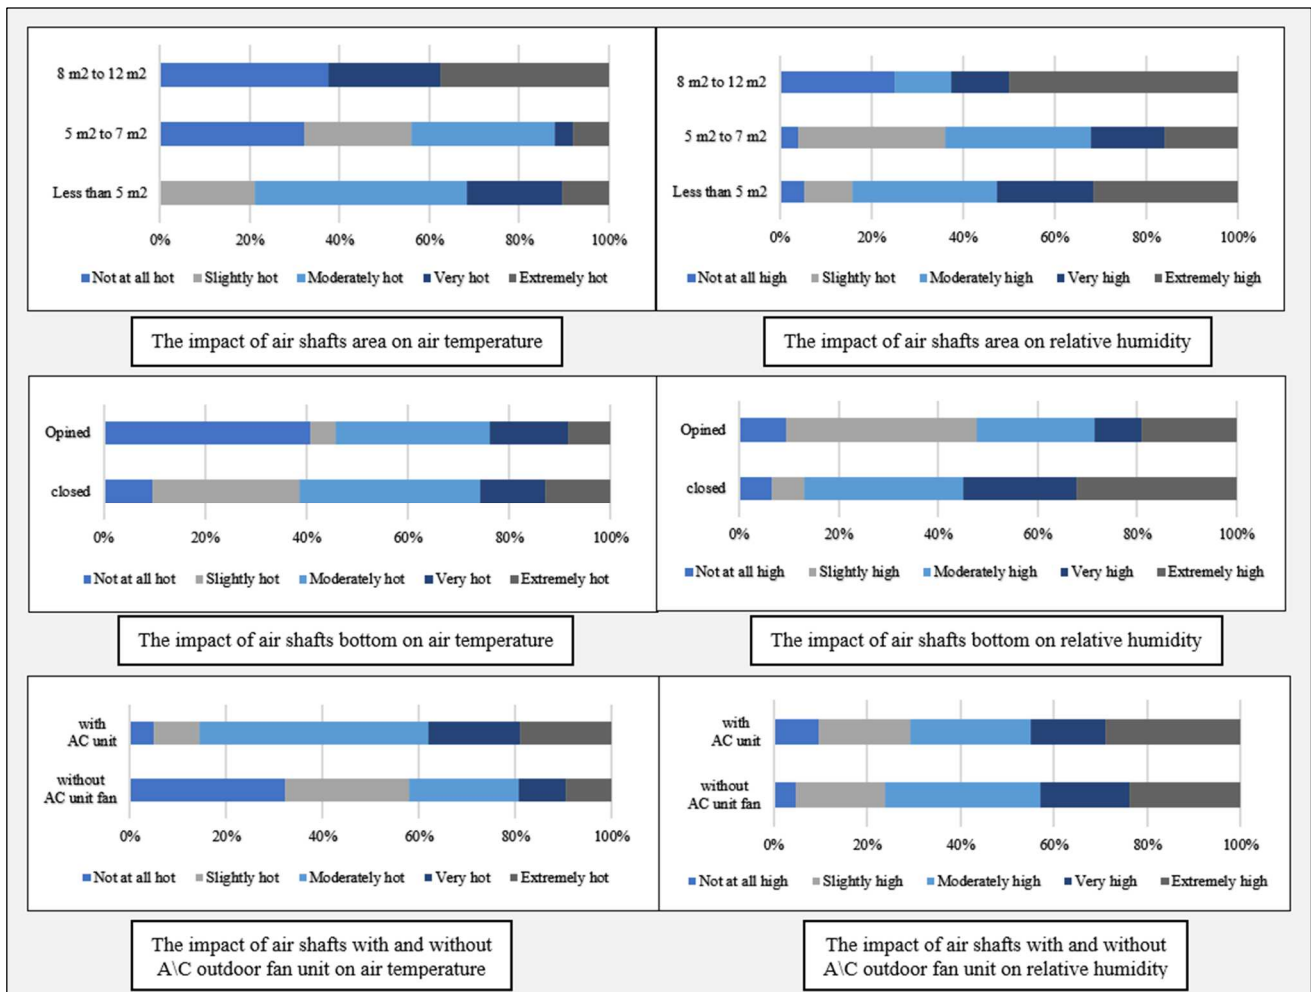 8 m2 to 12 m2
5 m2 to 7 m2
Less than 5 m2
0% 20% 40% 60% 80% 100%
Not at all hot Slightly hot Moderately hot Very hot Extremely hot
The impact of air shafts area on air temperature
8 m2 to 12 m2
5 m2 to 7 m2
Less than 5 m2
0% 20% 40% 60% 80% 100%
Not at all high Slightly hot Moderately high Very high Extremely high
The impact of air shafts area on relative humidity
Opined
closed
0% 20% 40% 60% 80% 100%
Not at all hot Slightly hot Moderately hot Very hot Extremely hot
The impact of air shafts bottom on air temperature
Opined
closed
0% 20% 40% 60% 80% 100%
Not at all high Slightly high Moderately high Very high Extremely high
The impact of air shafts bottom on relative humidity
with
AC unit
without
AC unit fan
0% 20% 40% 60% 80% 100%
Not at all hot Slightly hot Moderately hot Very hot Extremely hot
The impact of air shafts with and without
A\C outdoor fan unit on air temperature
with
AC unit
without
AC unit fan
0% 20% 40% 60% 80% 100%
Not at all high Slightly high Moderately high Very high Extremely high
The impact of air shafts with and without
A\C outdoor fan unit on relative humidity